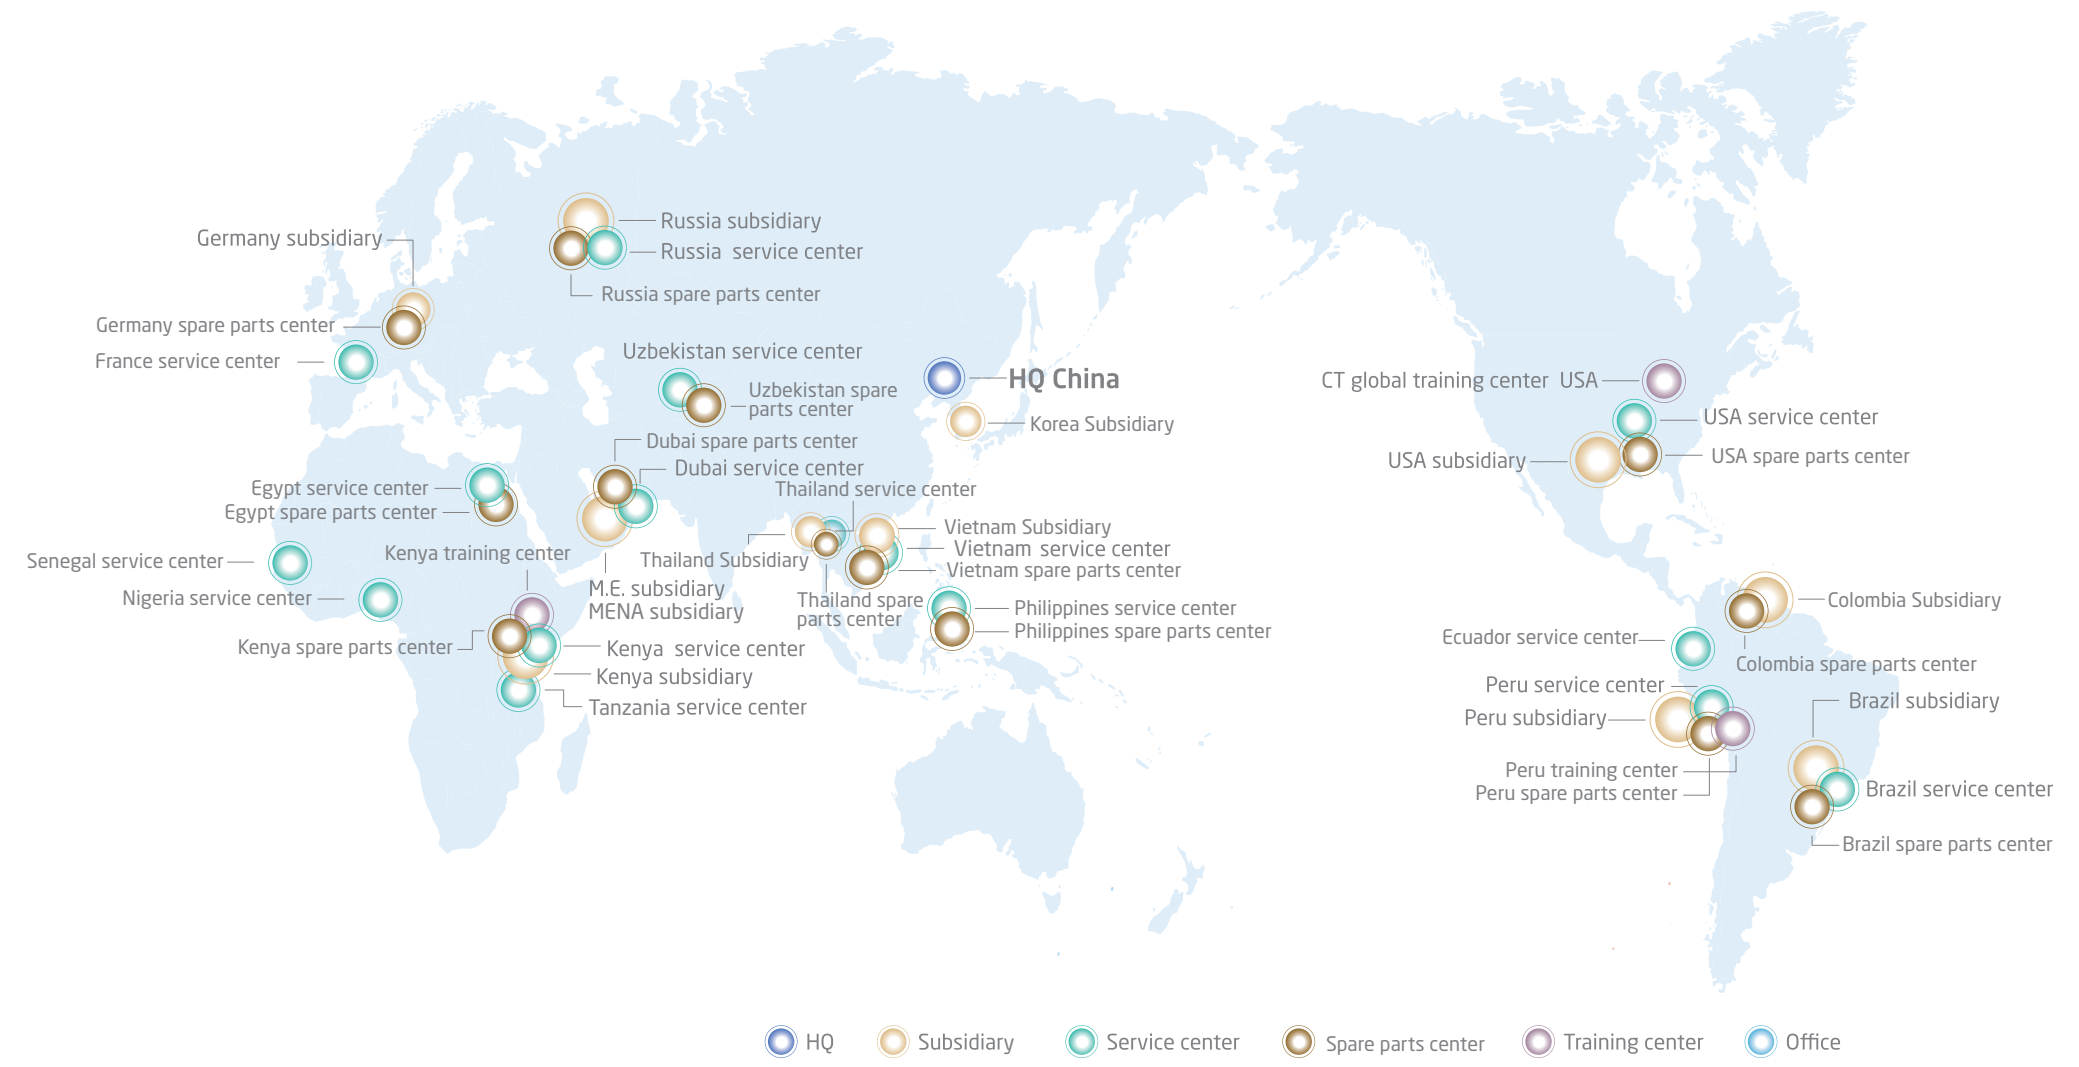 Russia subsidiary
Germany subsidiary
Russia  service center
Russia spare parts center
Germany spare parts center
France service center
Uzbekistan service center
HQ China
CT global training center  USA
Uzbekistan spare
parts center
USA service center
Korea Subsidiary
Dubai spare parts center
USA spare parts center
USA subsidiary
Dubai service center
Egypt service center
Thailand service center
Egypt spare parts center
Vietnam Subsidiary
Vietnam  service center
Kenya training center
Senegal service center
Thailand Subsidiary
Vietnam spare parts center
M.E. subsidiary
MENA subsidiary
Nigeria service center
Thailand spare
parts center
Colombia Subsidiary
Philippines service center
Philippines spare parts center
Ecuador service center
Kenya spare parts center
Kenya  service center
Colombia spare parts center
Kenya subsidiary
Peru service center
Brazil subsidiary
Tanzania service center
Peru subsidiary
Peru training center
Brazil service center
Peru spare parts center
Brazil spare parts center
HQ
Subsidiary
Service center
Spare parts center
Training center
Office